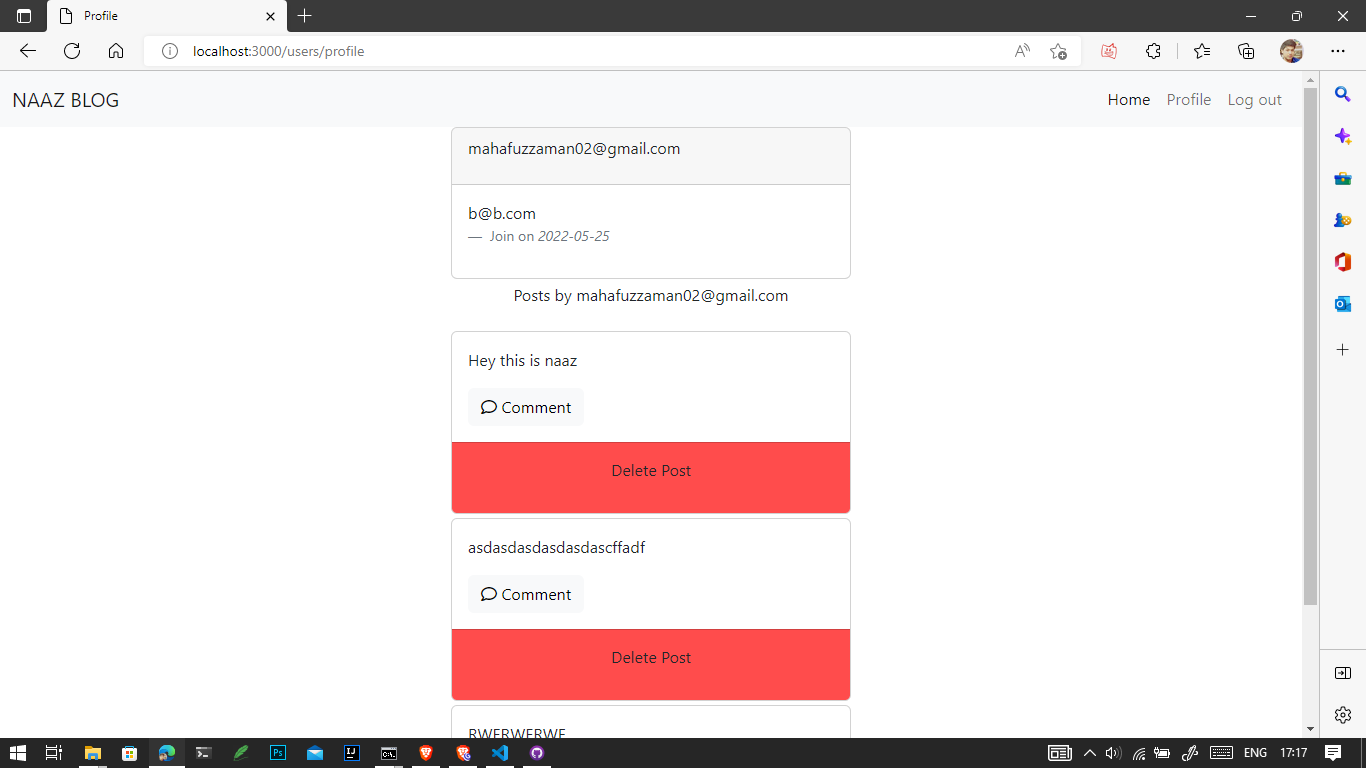 Profile
localhost:3000/users/profile
NAAZ BLOG
Home Profile Log out
mahafuzzaman02@gmail.com
b@b.com
— Join on 2022-05-25
Posts by mahafuzzaman02@gmail.com
Hey this is naaz
Comment
Delete Post
asdasdasdasdasdascffadf
Comment
Delete Post
RWERWERWE
ENG 17:17